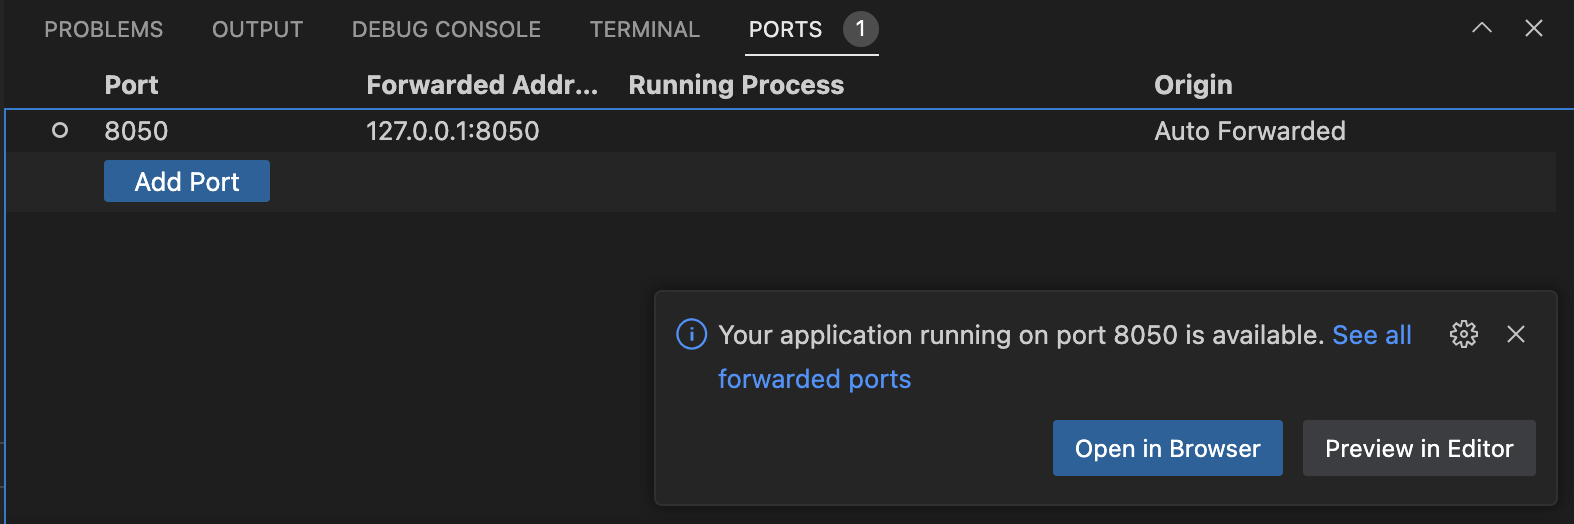 PROBLEMS OUTPUT DEBUG CONSOLE TERMINAL PORTS 1
Port Forwarded Addr... Running Process Origin
8050 127.0.0.1:8050 Auto Forwarded
Add Port
Your application running on port 8050 is available. See all
forwarded ports
Open in Browser Preview in Editor